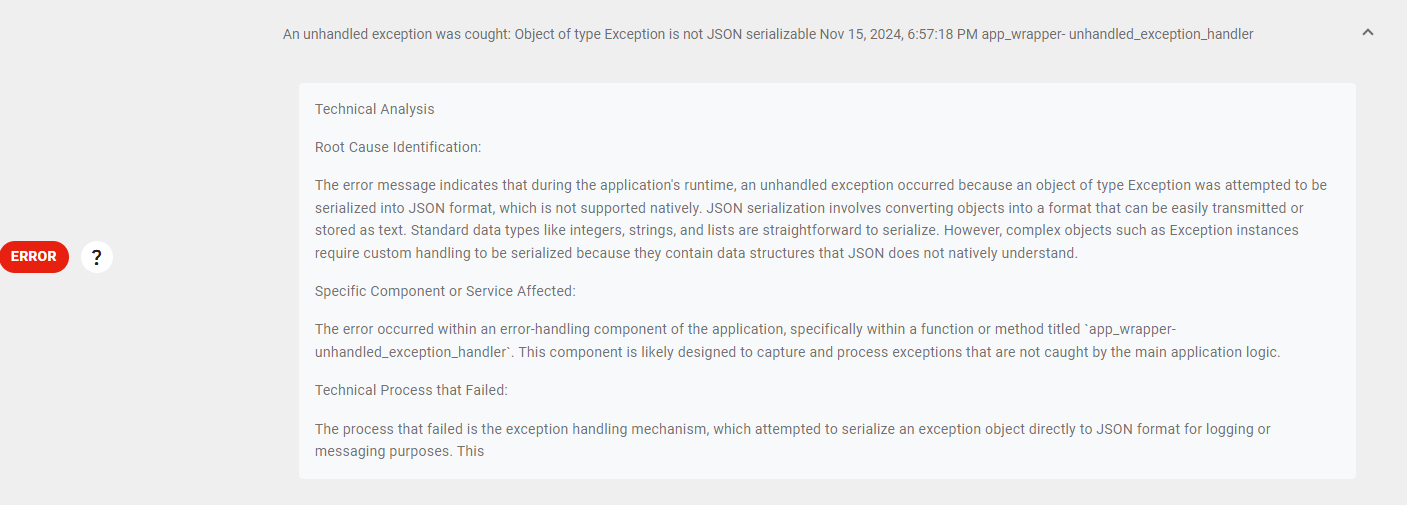 An unhandled exception was cought: Object of type Exception is not JSON serializable Nov 15, 2024, 6:57:18 PM app_wrapper- unhandled_exception_handler
Technical Analysis
Root Cause Identification:
The error message indicates that during the application's runtime, an unhandled exception occurred because an object of type Exception was attempted to be
serialized into JSON format, which is not supported natively. JSON serialization involves converting objects into a format that can be easily transmitted or
stored as text. Standard data types like integers, strings, and lists are straightforward to serialize. However, complex objects such as Exception instances
require custom handling to be serialized because they contain data structures that JSON does not natively understand.
ERROR ?
Specific Component or Service Affected:
The error occurred within an error-handling component of the application, specifically within a function or method titled `app_wrapper-
unhandled_exception_handler`. This component is likely designed to capture and process exceptions that are not caught by the main application logic.
Technical Process that Failed:
The process that failed is the exception handling mechanism, which attempted to serialize an exception object directly to JSON format for logging or
messaging purposes. This